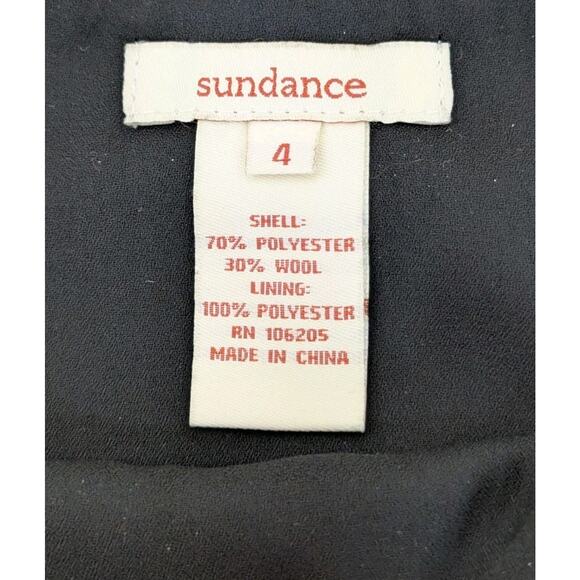 sundance
4
SHELL:
70% POLYESTER
30% WOOL
LINING:
100% POLYESTER
RN 106205
MADE IN CHINA